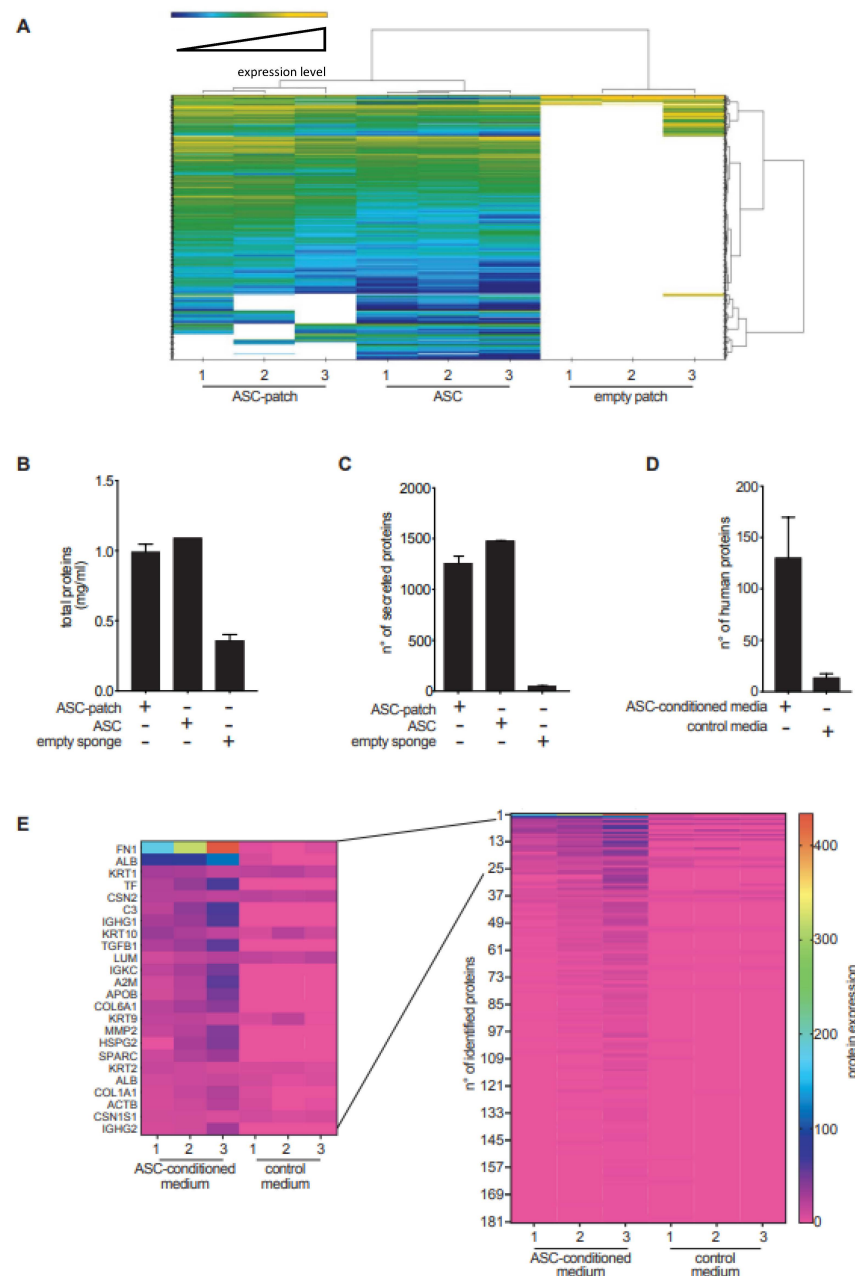 A
expression level
1 2 3 1 2 3 1 2 3
ASC-patch ASC empty patch
B
1.5
1.0
0.5
0.0
total proteins
(mg/ml)
ASC-patch + - -
ASC - + -
empty sponge - - +
C
2000
1500
1000
500
0
n° of secreted proteins
ASC-patch + - -
ASC - + -
empty sponge - - +
D
200
150
100
50
0
n° of human proteins
ASC-conditioned media + -
control media - +
E
FN1
ALB
KRT1
TF
CSN2
C3
IGHG1
KRT10
TGFB1
LUM
IGKC
A2M
APOB
COL6A1
KRT9
MMP2
HSPG2
SPARC
KRT2
ALB
COL1A1
ACTB
CSN1S1
IGHG2
1 2 3 1 2 3
ASC-conditioned control
medium medium
n° of identified proteins
1
13
25
37
49
61
73
85
97
109
121
133
145
157
169
181
1 2 3 1 2 3
ASC-conditioned control
medium medium
400
300
200
100
0
protein expression